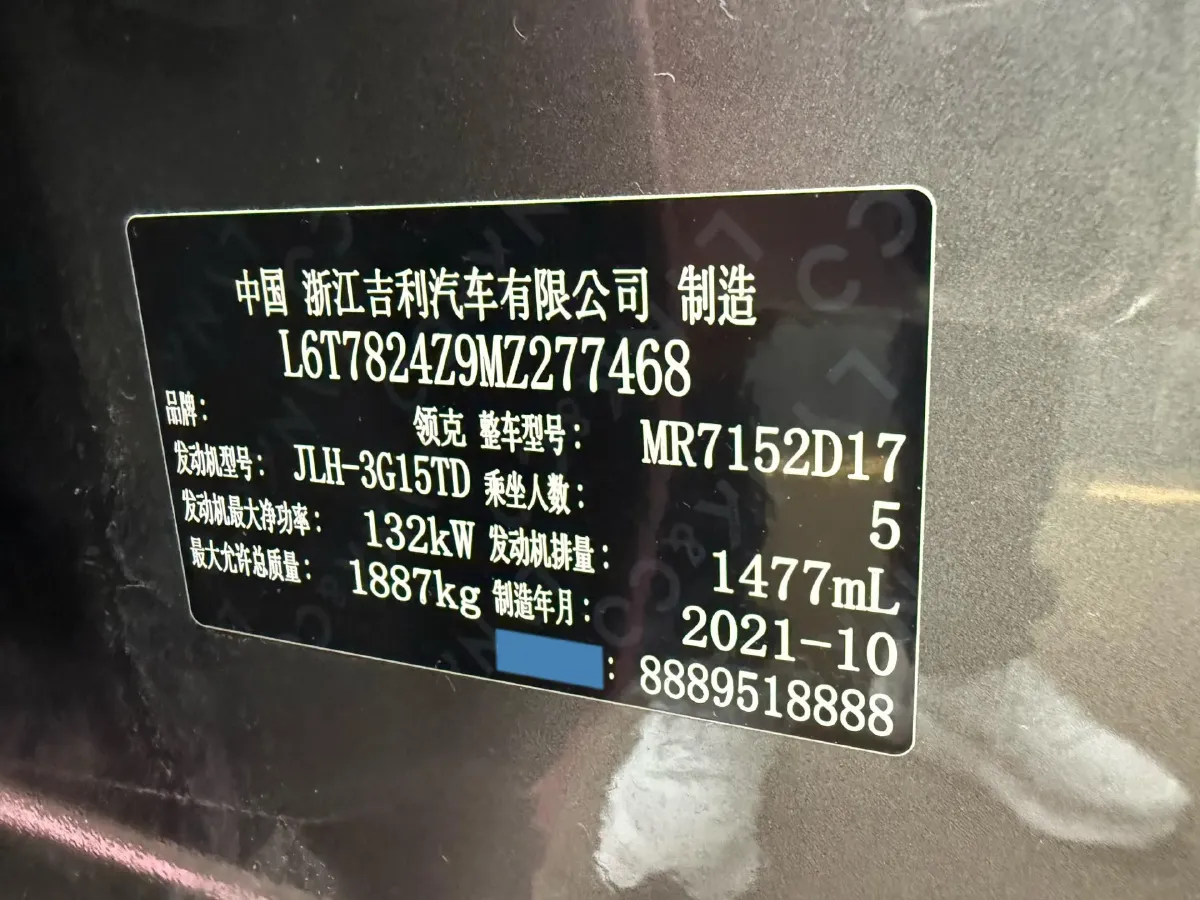 中国 浙江吉利汽车有限公司 制造
L6T7824Z9MZ277468
品牌： 领克 整车型号： MR7152D17
发动机型号： JLH-3G15TD 乘坐人数： 5
发动机最大净功率： 132kW 发动机排量： 1477mL
最大允许总质量： 1887kg 制造年月： 2021-10
: 8889518888